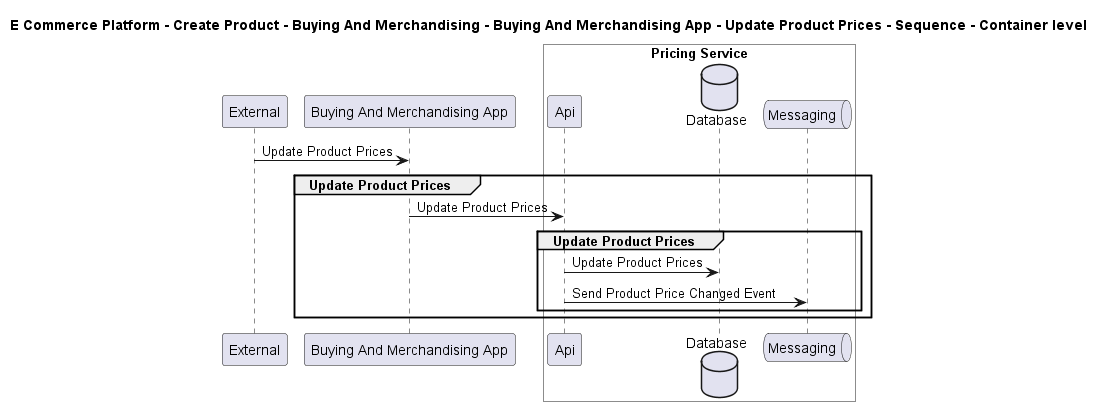 E Commerce Platform - Create Product - Buying And Merchandising - Buying And Merchandising App - Update Product Prices - Sequence - Container level
Pricing Service
External
Buying And Merchandising App
Api
Database
Messaging
Update Product Prices
Update Product Prices
Update Product Prices
Update Product Prices
Update Product Prices
Send Product Price Changed Event
External
Buying And Merchandising App
Api
Database
Messaging